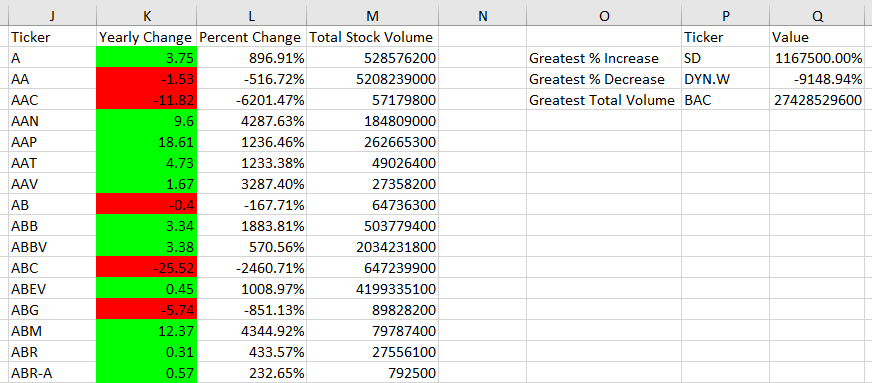 J K L M N O P Q
Ticker Yearly Change Percent Change Total Stock Volume Ticker Value
A 3.75 896.91% 528576200 Greatest % Increase SD 1167500.00%
AA -1.53 -516.72% 5208239000 Greatest % Decrease DYN.W -9148.94%
AAC -11.82 -6201.47% 57179800 Greatest Total Volume BAC 27428529600
AAN 9.6 4287.63% 184809000
AAP 18.61 1236.46% 262665300
AAT 4.73 1233.38% 49026400
AAV 1.67 3287.40% 27358200
AB -0.4 -167.71% 64736300
ABB 3.34 1883.81% 503779400
ABBV 3.38 570.56% 2034231800
ABC -25.52 -2460.71% 647239900
ABEV 0.45 1008.97% 4199335100
ABG -5.74 -851.13% 89828200
ABM 12.37 4344.92% 79787400
ABR 0.31 433.57% 27556100
ABR-A 0.57 232.65% 792500